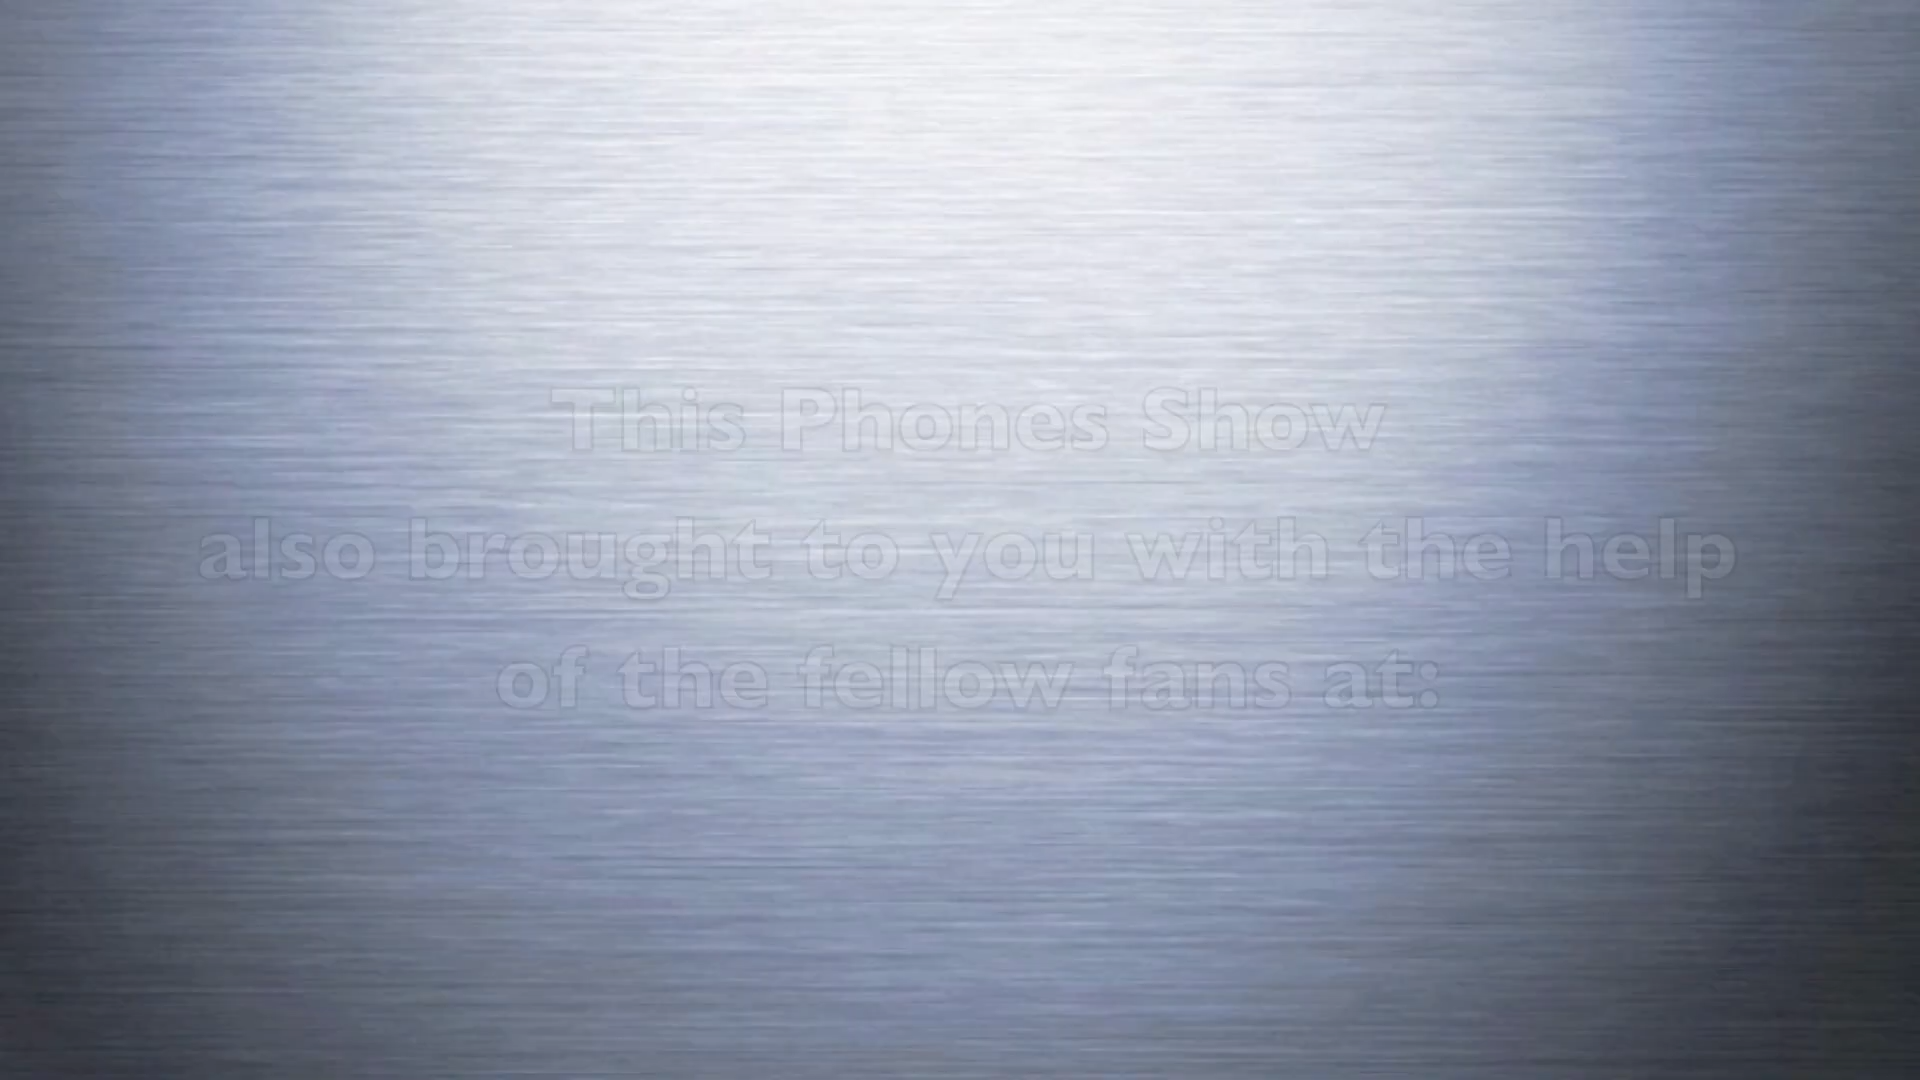 This Phones Show
also brought to you with the help
of the fellow fans at: